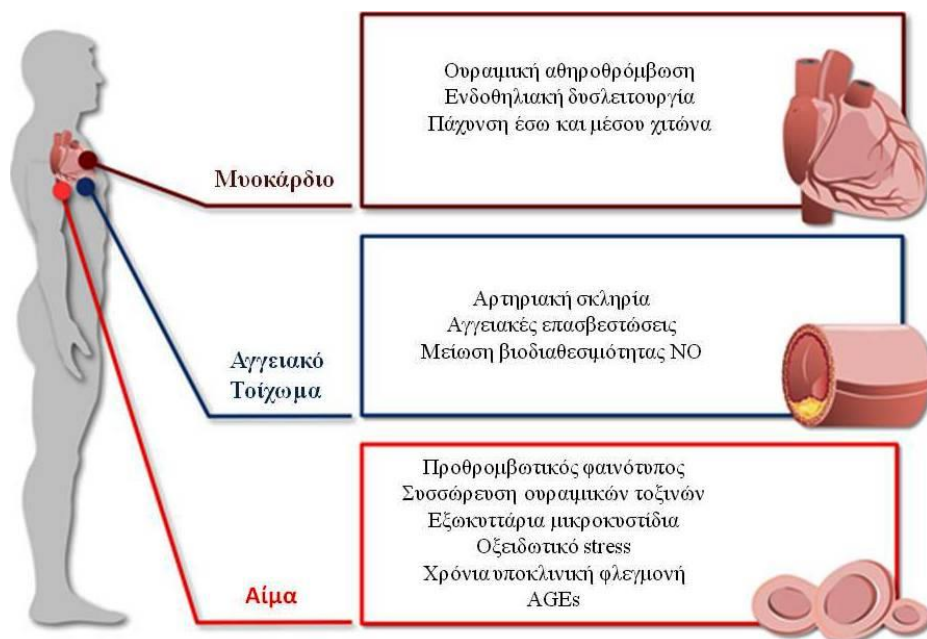 Ουραιμική αθηροθρόμβωση
Ενδοθηλιακή δυσλειτουργία
Πάχυνση έσω και μέσου χιτώνα
Μυοκάρδιο
Αρτηριακή σκληρία
Αγγειακές επασβεστώσεις
Μείωση βιοδιαθεσιμότητας NO
Αγγειακό
Τοίχωμα
Προθρομβωτικός φαινότυπος
Συσσώρευση ουραιμικών τοξινών
Εξωκυττάρια μικροκυστίδια
Οξειδωτικό stress
Χρόνια υποκλινική φλεγμονή
AGEs
Αίμα